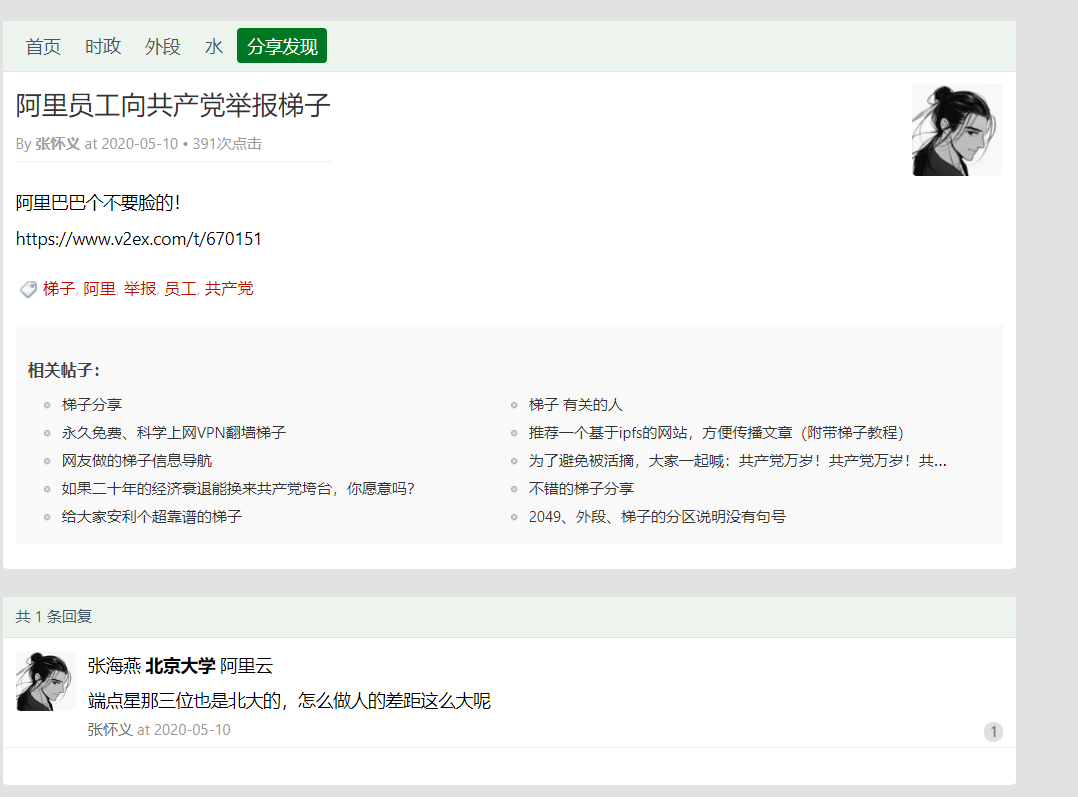 首页 时政 外段 水 分享发现
阿里员工向共产党举报梯子
By 张怀义 at 2020-05-10 • 391次点击
阿里巴巴个不要脸的！
https://www.v2ex.com/t/670151
梯子, 阿里, 举报, 员工, 共产党
相关帖子：
梯子分享
梯子 有关的人
永久免费、科学上网VPN翻墙梯子
推荐一个基于ipfs的网站，方便传播文章（附带梯子教程）
网友做的梯子信息导航
为了避免被活摘，大家一起喊：共产党万岁！共产党万岁！共...
如果二十年的经济衰退能换来共产党垮台，你愿意吗？
不错的梯子分享
给大家安利个超靠谱的梯子
2049、外段、梯子的分区说明没有句号
共 1 条回复
张海燕 北京大学 阿里云
端点星那三位也是北大的，怎么做人的差距这么大呢
张怀义 at 2020-05-10
1